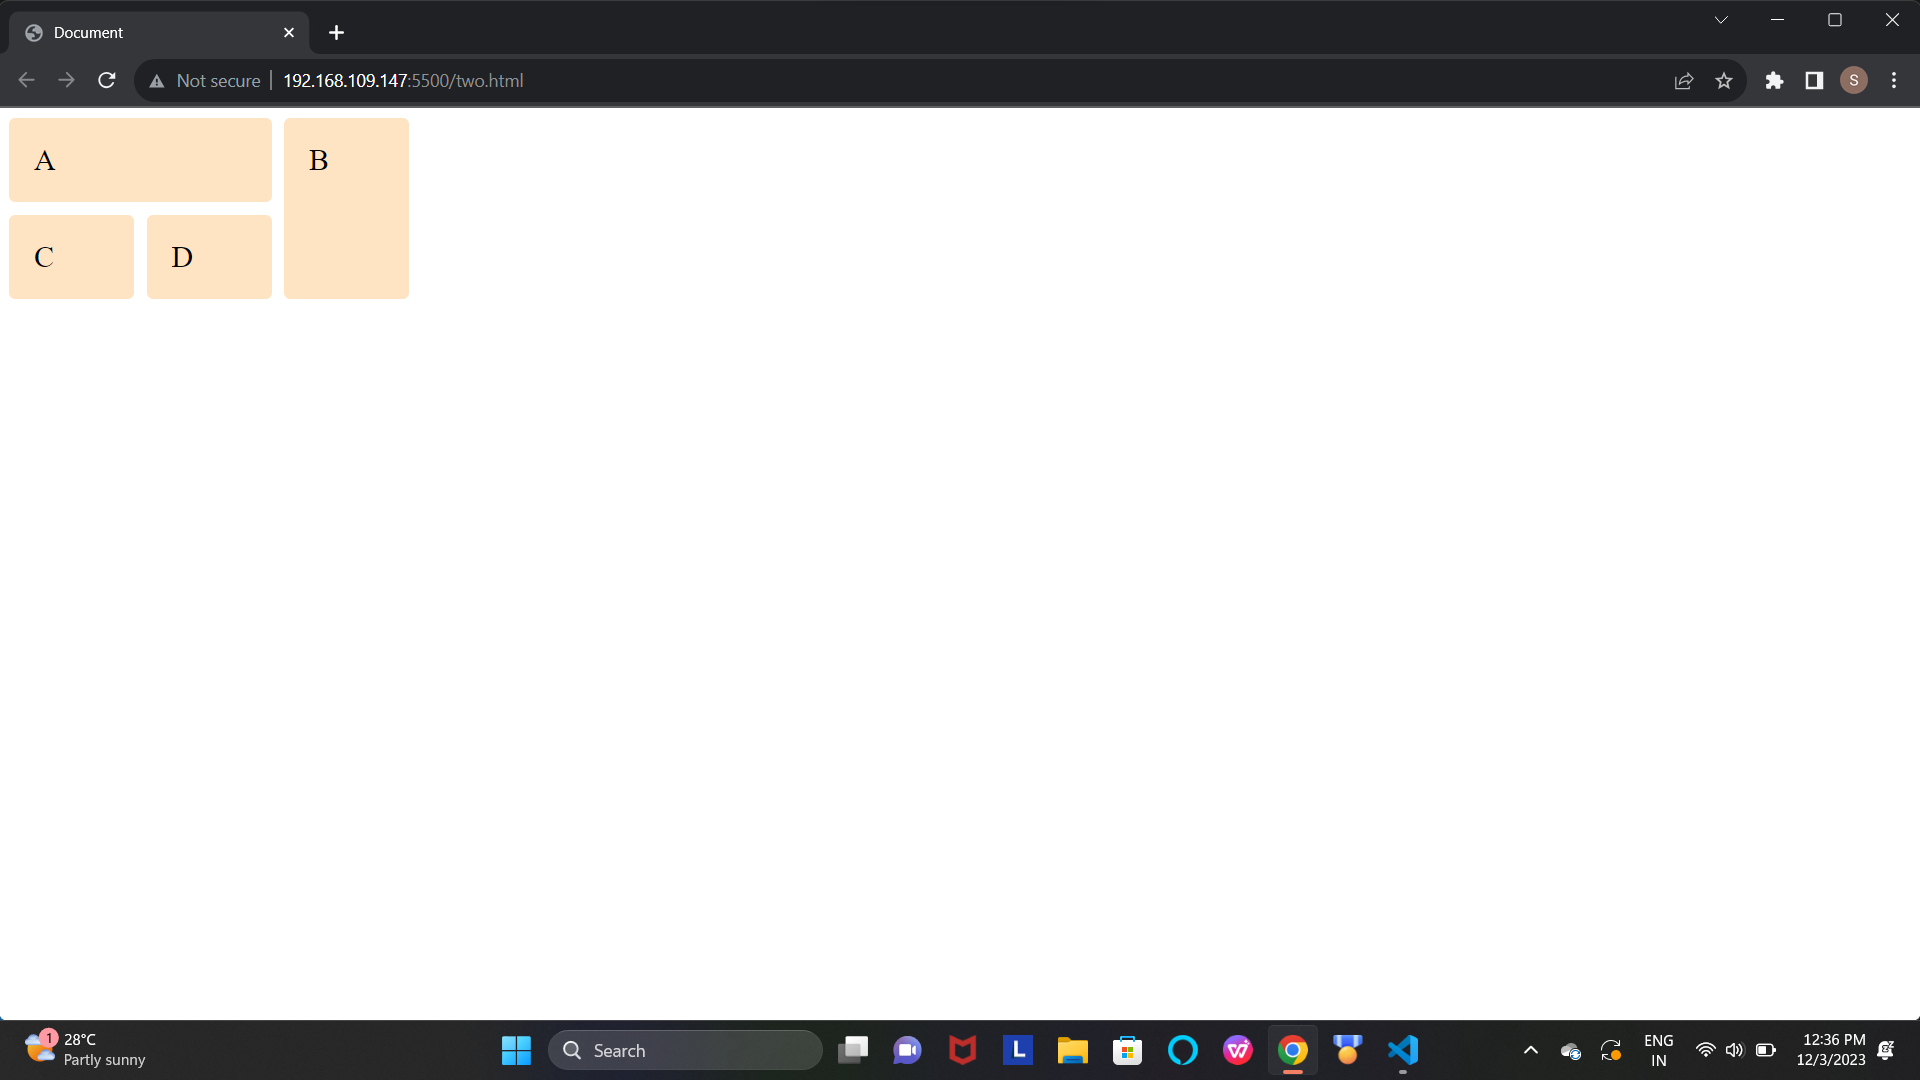 Document
Not secure 192.168.109.147:5500/two.html
S
A
B
C
D
1
28°C
Partly sunny
Search
L
ENG
IN
12:36 PM
12/3/2023